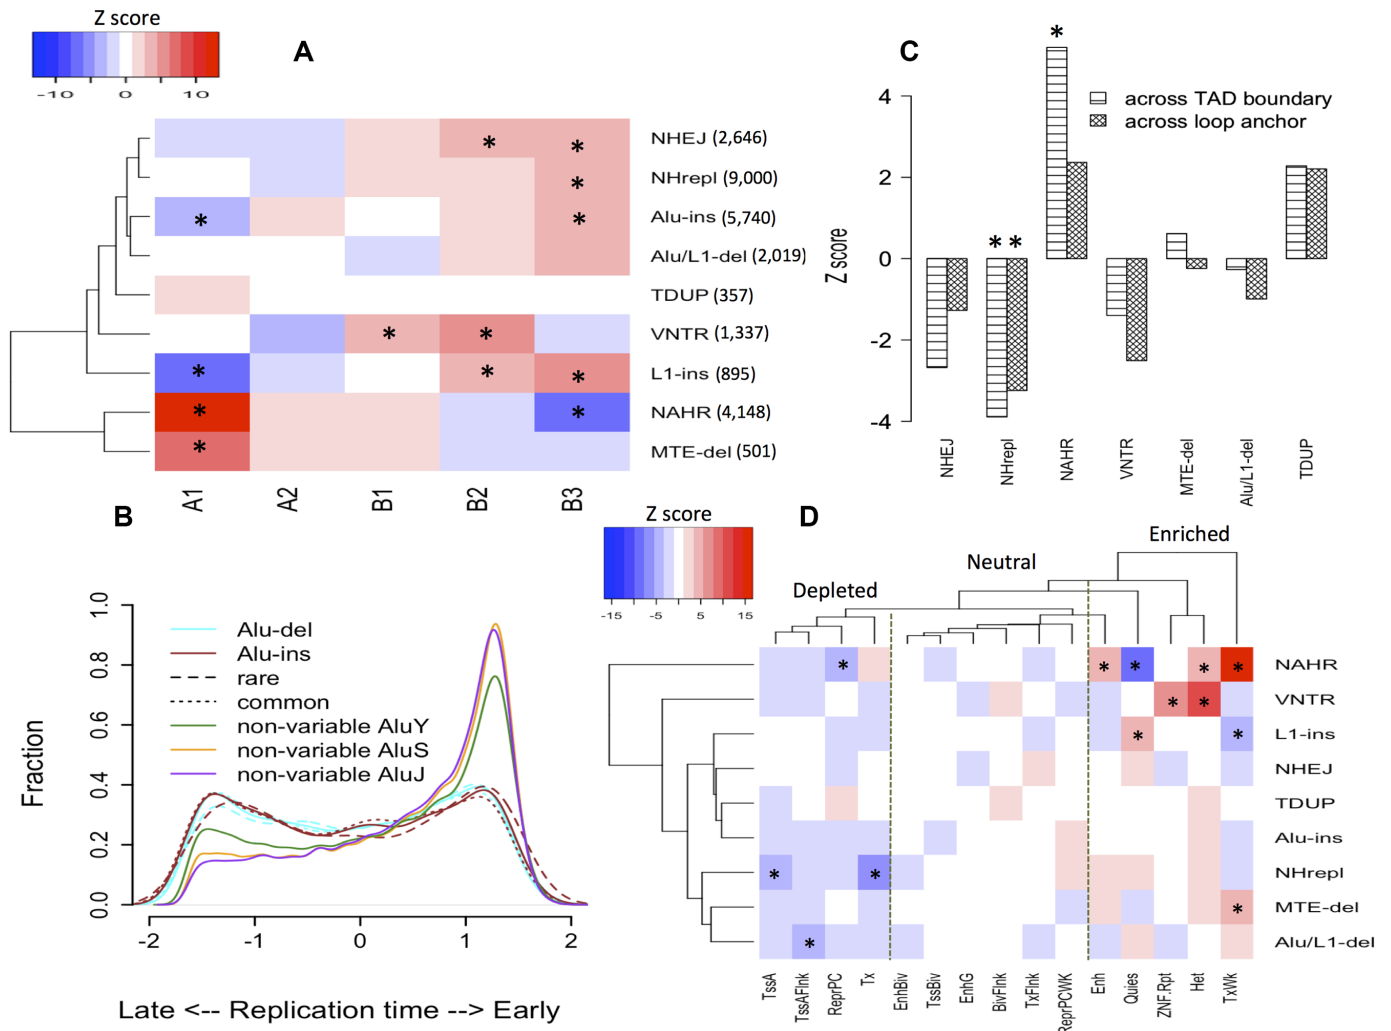 Z score
-10 0 10
A
NHEJ (2,646)
NHrepl (9,000)
Alu-ins (5,740)
Alu/L1-del (2,019)
TDUP (357)
VNTR (1,337)
L1-ins (895)
NAHR (4,148)
MTE-del (501)
A1 A2 B1 B2 B3
C
across TAD boundary
across loop anchor
Z score
4
2
0
-2
-4
NHEJ
NHrepl
NAHR
VNTR
MTE-del
Alu/L1-del
TDUP
B
Fraction
1.0
0.8
0.6
0.4
0.2
0.0
Alu-del
Alu-ins
rare
common
non-variable AluY
non-variable AluS
non-variable AluJ
-2 -1 0 1 2
Late <-- Replication time --> Early
Z score
-15 -5 5 15
D
Depleted
Neutral
Enriched
NAHR
VNTR
L1-ins
NHEJ
TDUP
Alu-ins
NHrepl
MTE-del
Alu/L1-del
TssA
TssAFlnk
ReprPC
Tx
EnhBiv
TssBiv
EnhG
BivFlnk
TxFlnk
ReprPCWK
Enh
Quies
ZNF.Rpt
Het
TxWk